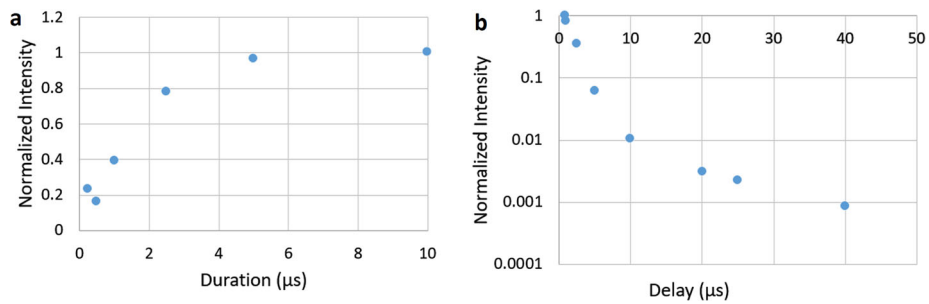 a
1.2
1
0.8
0.6
0.4
0.2
0
Normalized Intensity
0 2 4 6 8 10
Duration (µs)
b
1
0.1
0.01
0.001
0.0001
Normalized Intensity
0 10 20 30 40 50
Delay (µs)